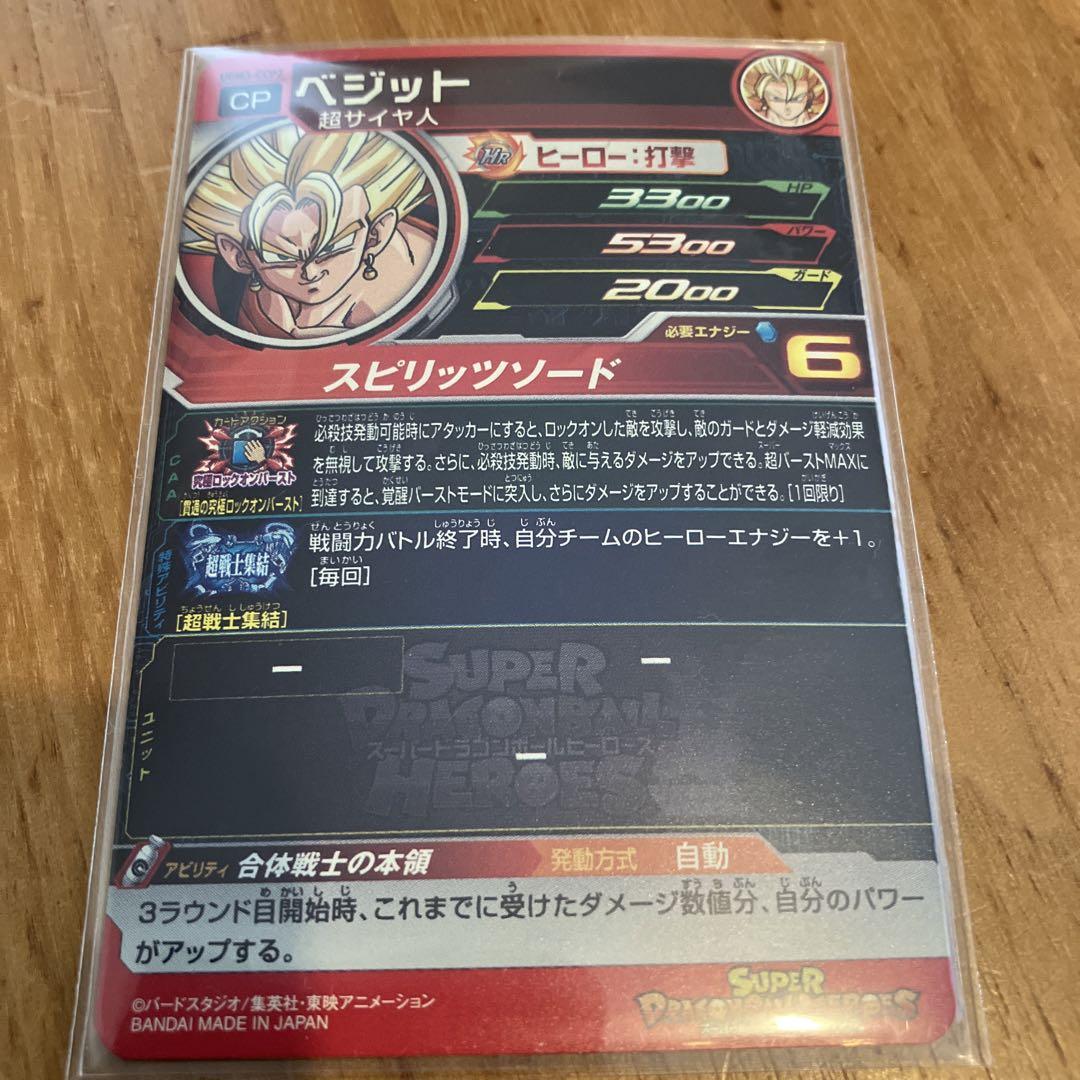 CP
ベジット
超サイヤ人
HR
ヒーロー:打撃
3300
HP
5300
パワー
2000
ガード
必要エナジー
6
スピリッツソード
CAA
カードアクション
究極ロックオンバースト
[貫通の究極ロックオンバースト]
必殺技発動可能時にアタッカーにすると、ロックオンした敵を攻撃し、敵のガードとダメージ軽減効果
を無視して攻撃する。さらに、必殺技発動時、敵に与えるダメージをアップできる。超バーストMAXに
到達すると、覚醒バーストモードに突入し、さらにダメージをアップすることができる。[1回限り]
特殊アビリティ
超戦士集結
[超戦士集結]
戦闘力バトル終了時、自分チームのヒーローエナジーを+1。
[毎回]
ユニット
ー
ー
ー
SUPER
DRAGONBALL
スーパードラゴンボールヒーローズ
HEROES
アビリティ 合体戦士の本領
発動方式 自動
3ラウンド目開始時、これまでに受けたダメージ数値分、自分のパワー
がアップする。
©バードスタジオ/集英社・東映アニメーション
BANDAI MADE IN JAPAN
SUPER
DRAGONBALL HEROES